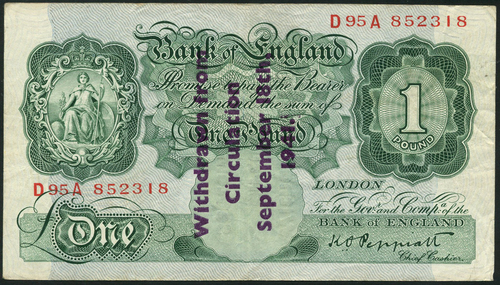 D95A 852318
Bank of England
Promise to pay the Bearer
on Demand the sum of
One Pound
1
POUND
D95A 852318
LONDON
For the Govr. and Compa. of the
BANK of ENGLAND
K O Peppiatt
Chief Cashier.
£One
Withdrawn from
Circulation
September 18th,
1941.